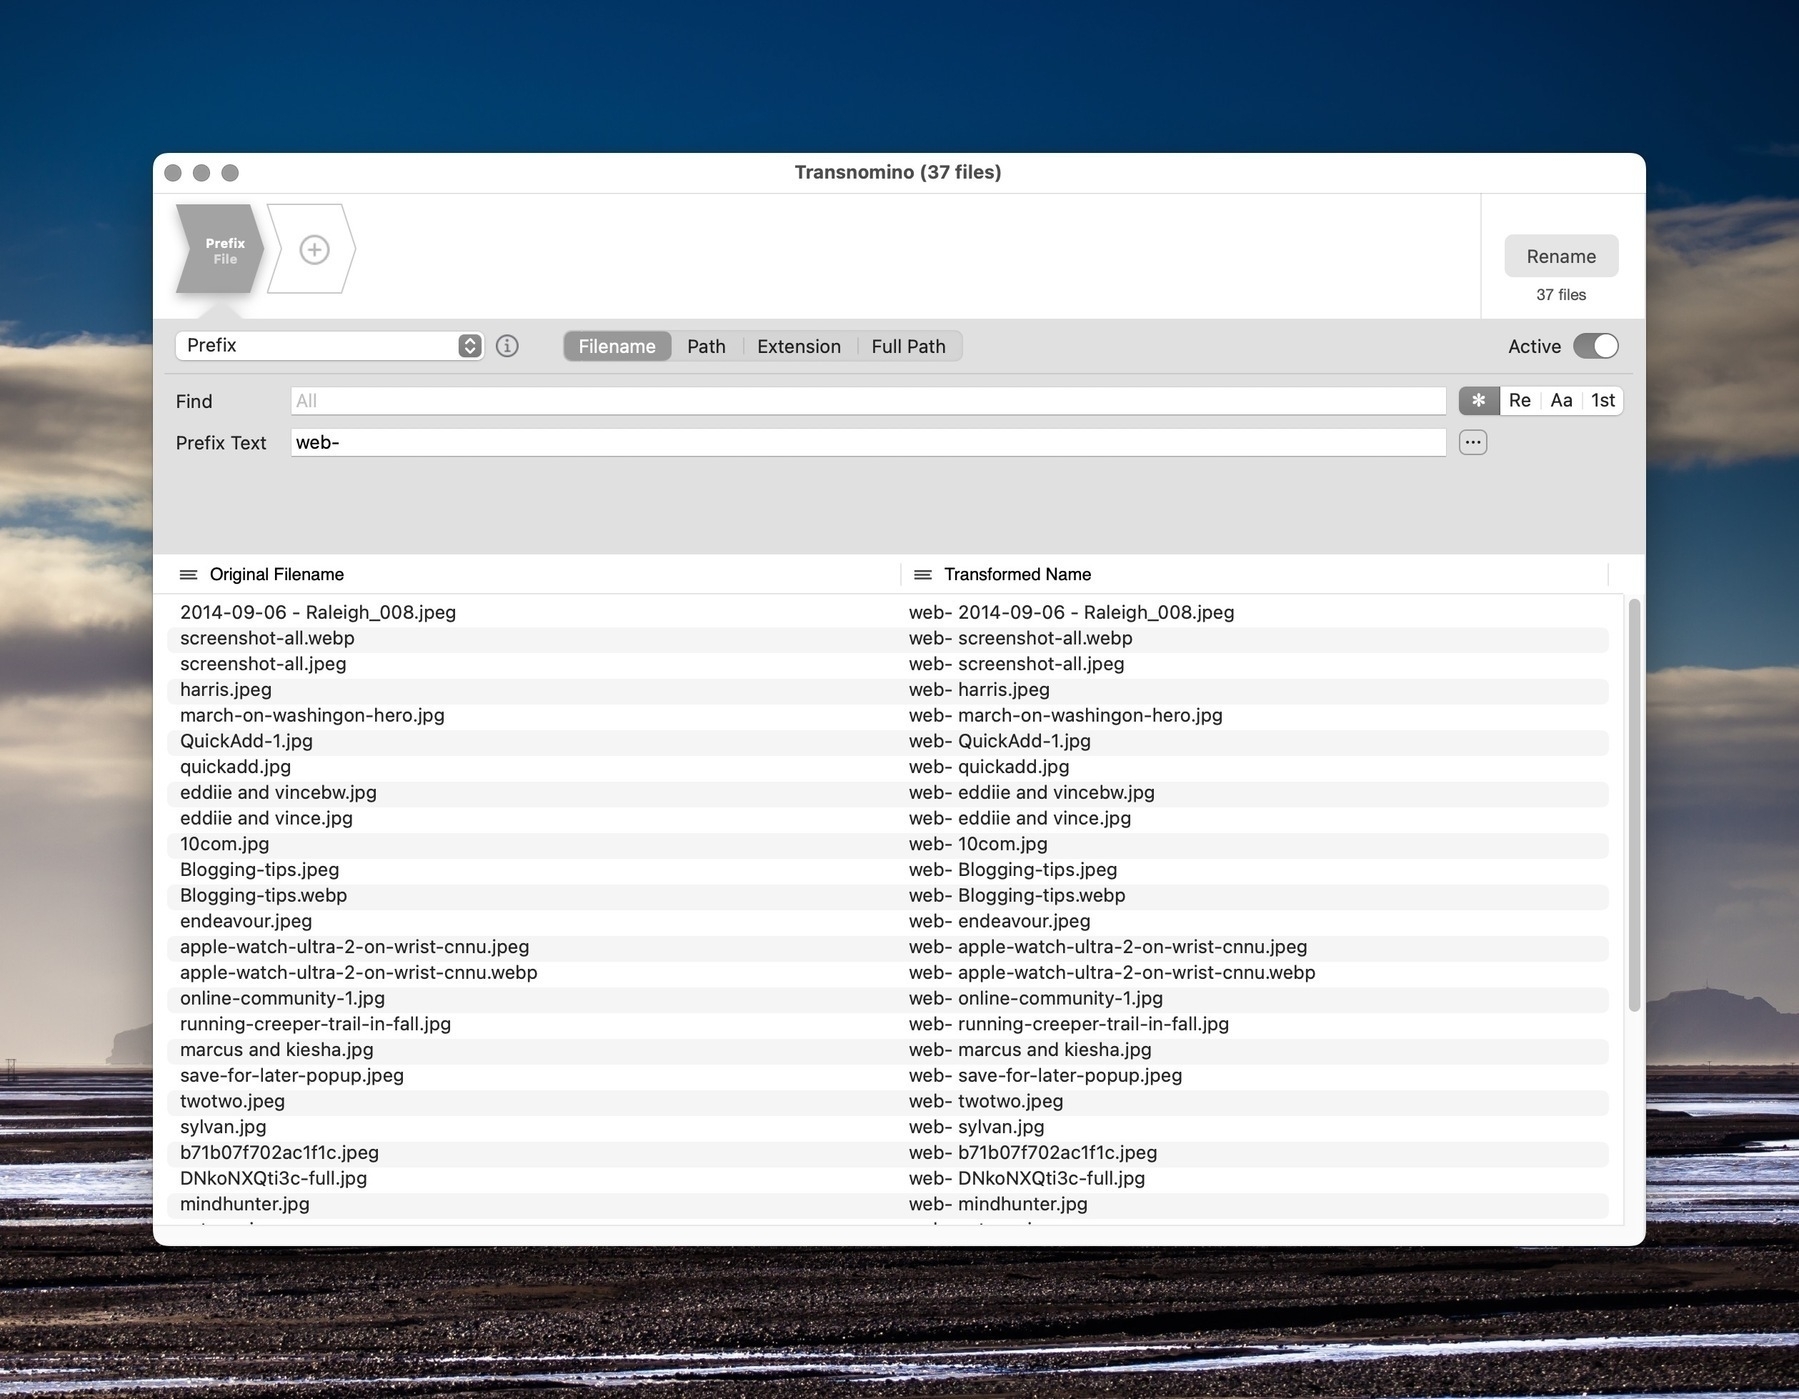 Transnomino (37 files)
Prefix
File
Rename
37 files
Prefix
Filename Path Extension Full Path
Active
Find All * Re Aa 1st
Prefix Text web- ...
Original Filename Transformed Name
2014-09-06 - Raleigh_008.jpeg web- 2014-09-06 - Raleigh_008.jpeg
screenshot-all.webp web- screenshot-all.webp
screenshot-all.jpeg web- screenshot-all.jpeg
harris.jpeg web- harris.jpeg
march-on-washingon-hero.jpg web- march-on-washingon-hero.jpg
QuickAdd-1.jpg web- QuickAdd-1.jpg
quickadd.jpg web- quickadd.jpg
eddiie and vincebw.jpg web- eddiie and vincebw.jpg
eddiie and vince.jpg web- eddiie and vince.jpg
10com.jpg web- 10com.jpg
Blogging-tips.jpeg web- Blogging-tips.jpeg
Blogging-tips.webp web- Blogging-tips.webp
endeavour.jpeg web- endeavour.jpeg
apple-watch-ultra-2-on-wrist-cnnu.jpeg web- apple-watch-ultra-2-on-wrist-cnnu.jpeg
apple-watch-ultra-2-on-wrist-cnnu.webp web- apple-watch-ultra-2-on-wrist-cnnu.webp
online-community-1.jpg web- online-community-1.jpg
running-creeper-trail-in-fall.jpg web- running-creeper-trail-in-fall.jpg
marcus and kiesha.jpg web- marcus and kiesha.jpg
save-for-later-popup.jpeg web- save-for-later-popup.jpeg
twotwo.jpeg web- twotwo.jpeg
sylvan.jpg web- sylvan.jpg
b71b07f702ac1f1c.jpeg web- b71b07f702ac1f1c.jpeg
DNkoNXQti3c-full.jpg web- DNkoNXQti3c-full.jpg
mindhunter.jpg web- mindhunter.jpg